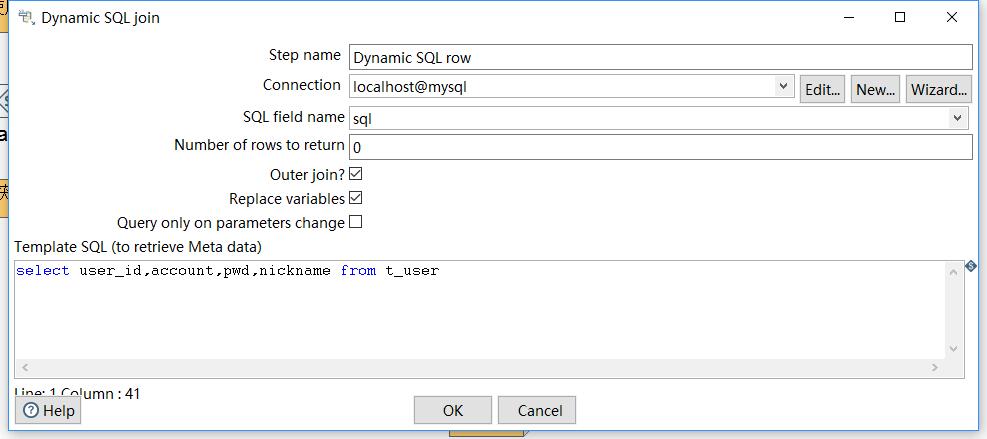 Dynamic SQL join
Step name Dynamic SQL row
Connection localhost@mysql Edit... New... Wizard...
SQL field name sql
Number of rows to return 0
Outer join?
Replace variables
Query only on parameters change
Template SQL (to retrieve Meta data)
select user_id,account,pwd,nickname from t_user
Line: 1 Column : 41
Help OK Cancel